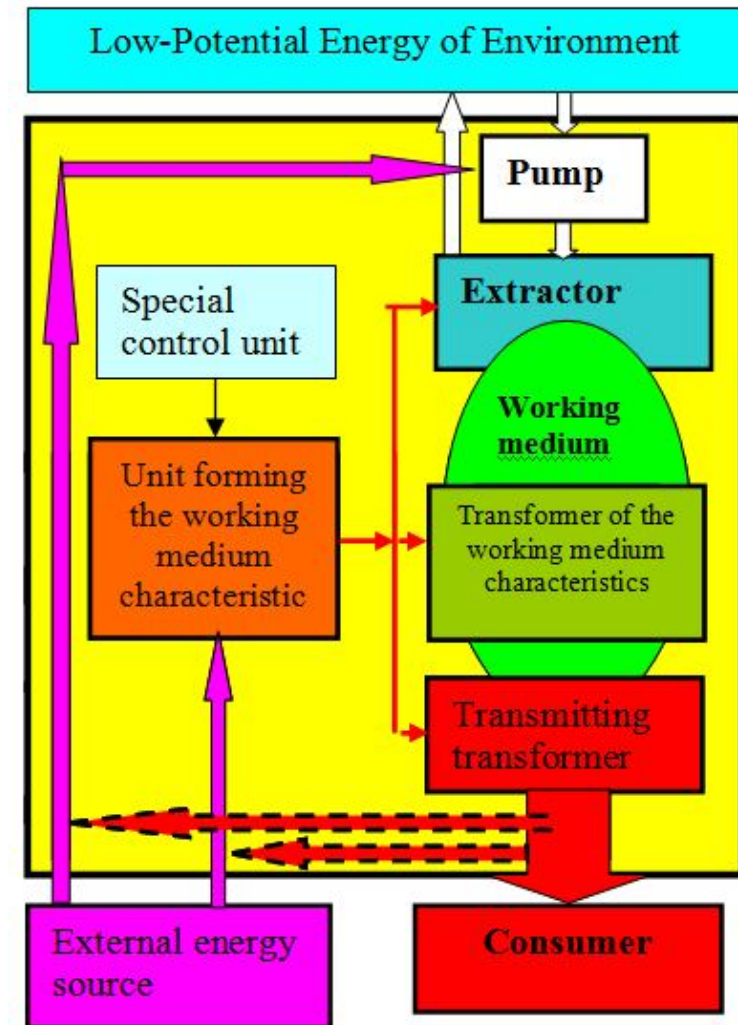 Low-Potential Energy of Environment
Pump
Extractor
Special
control unit
Working
medium
Unit forming
the working
medium
characteristic
Transformer of the
working medium
characteristics
Transmitting
transformer
External energy
source
Consumer